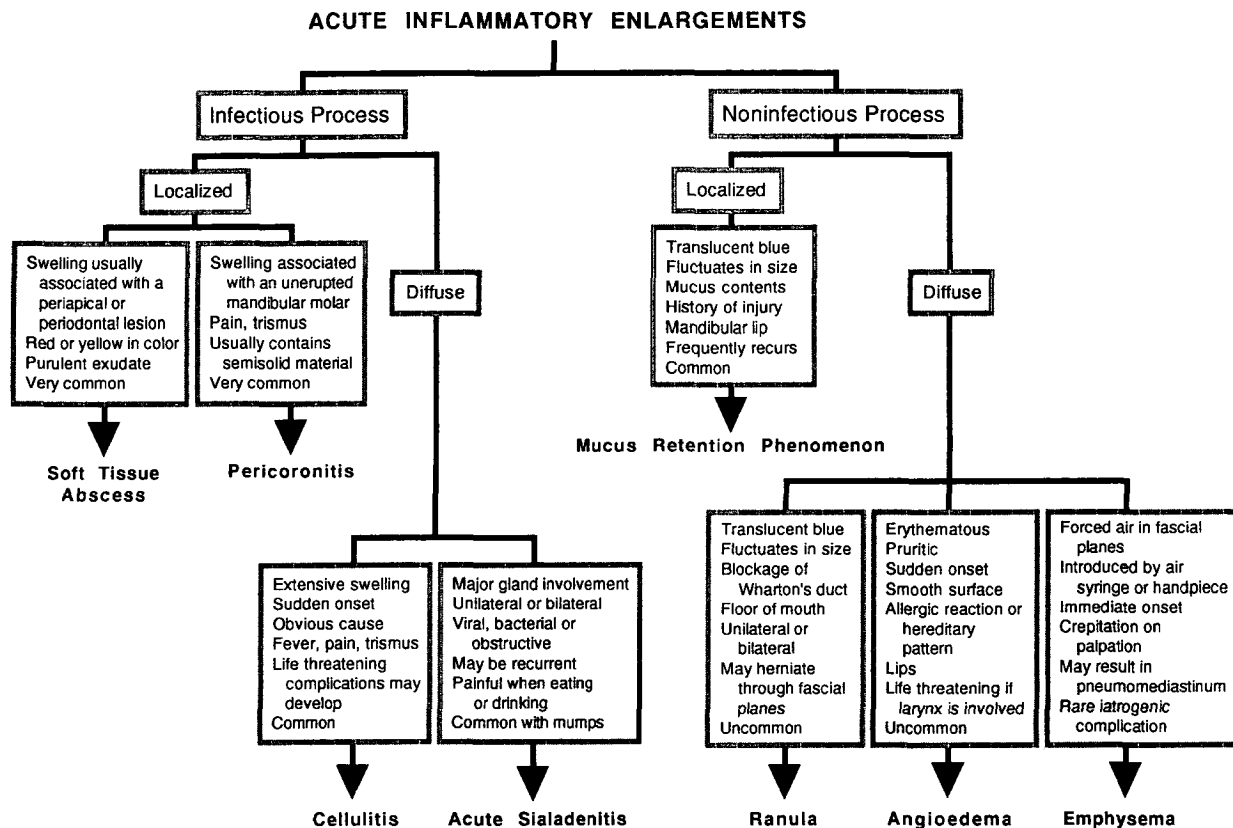 ACUTE INFLAMMATORY ENLARGEMENTS
Infectious Process
Noninfectious Process
Localized
Localized
Swelling usually
associated with a
periapical or
periodontal lesion
Red or yellow in color
Purulent exudate
Very common
Swelling associated
with an unerupted
mandibular molar
Pain, trismus
Usually contains
semisolid material
Very common
Diffuse
Translucent blue
Fluctuates in size
Mucus contents
History of injury
Mandibular lip
Frequently recurs
Common
Diffuse
Soft Tissue
Abscess
Pericoronitis
Mucus Retention Phenomenon
Extensive swelling
Sudden onset
Obvious cause
Fever, pain, trismus
Life threatening
complications may
develop
Common
Major gland involvement
Unilateral or bilateral
Viral, bacterial or
obstructive
May be recurrent
Painful when eating
or drinking
Common with mumps
Translucent blue
Fluctuates in size
Blockage of
Wharton's duct
Floor of mouth
Unilateral or
bilateral
May herniate
through fascial
planes
Uncommon
Erythematous
Pruritic
Sudden onset
Smooth surface
Allergic reaction or
hereditary
pattern
Lips
Life threatening if
larynx is involved
Uncommon
Forced air in fascial
planes
Introduced by air
syringe or handpiece
Immediate onset
Crepitation on
palpation
May result in
pneumomediastinum
Rare iatrogenic
complication
Cellulitis
Acute Sialadenitis
Ranula
Angioedema
Emphysema